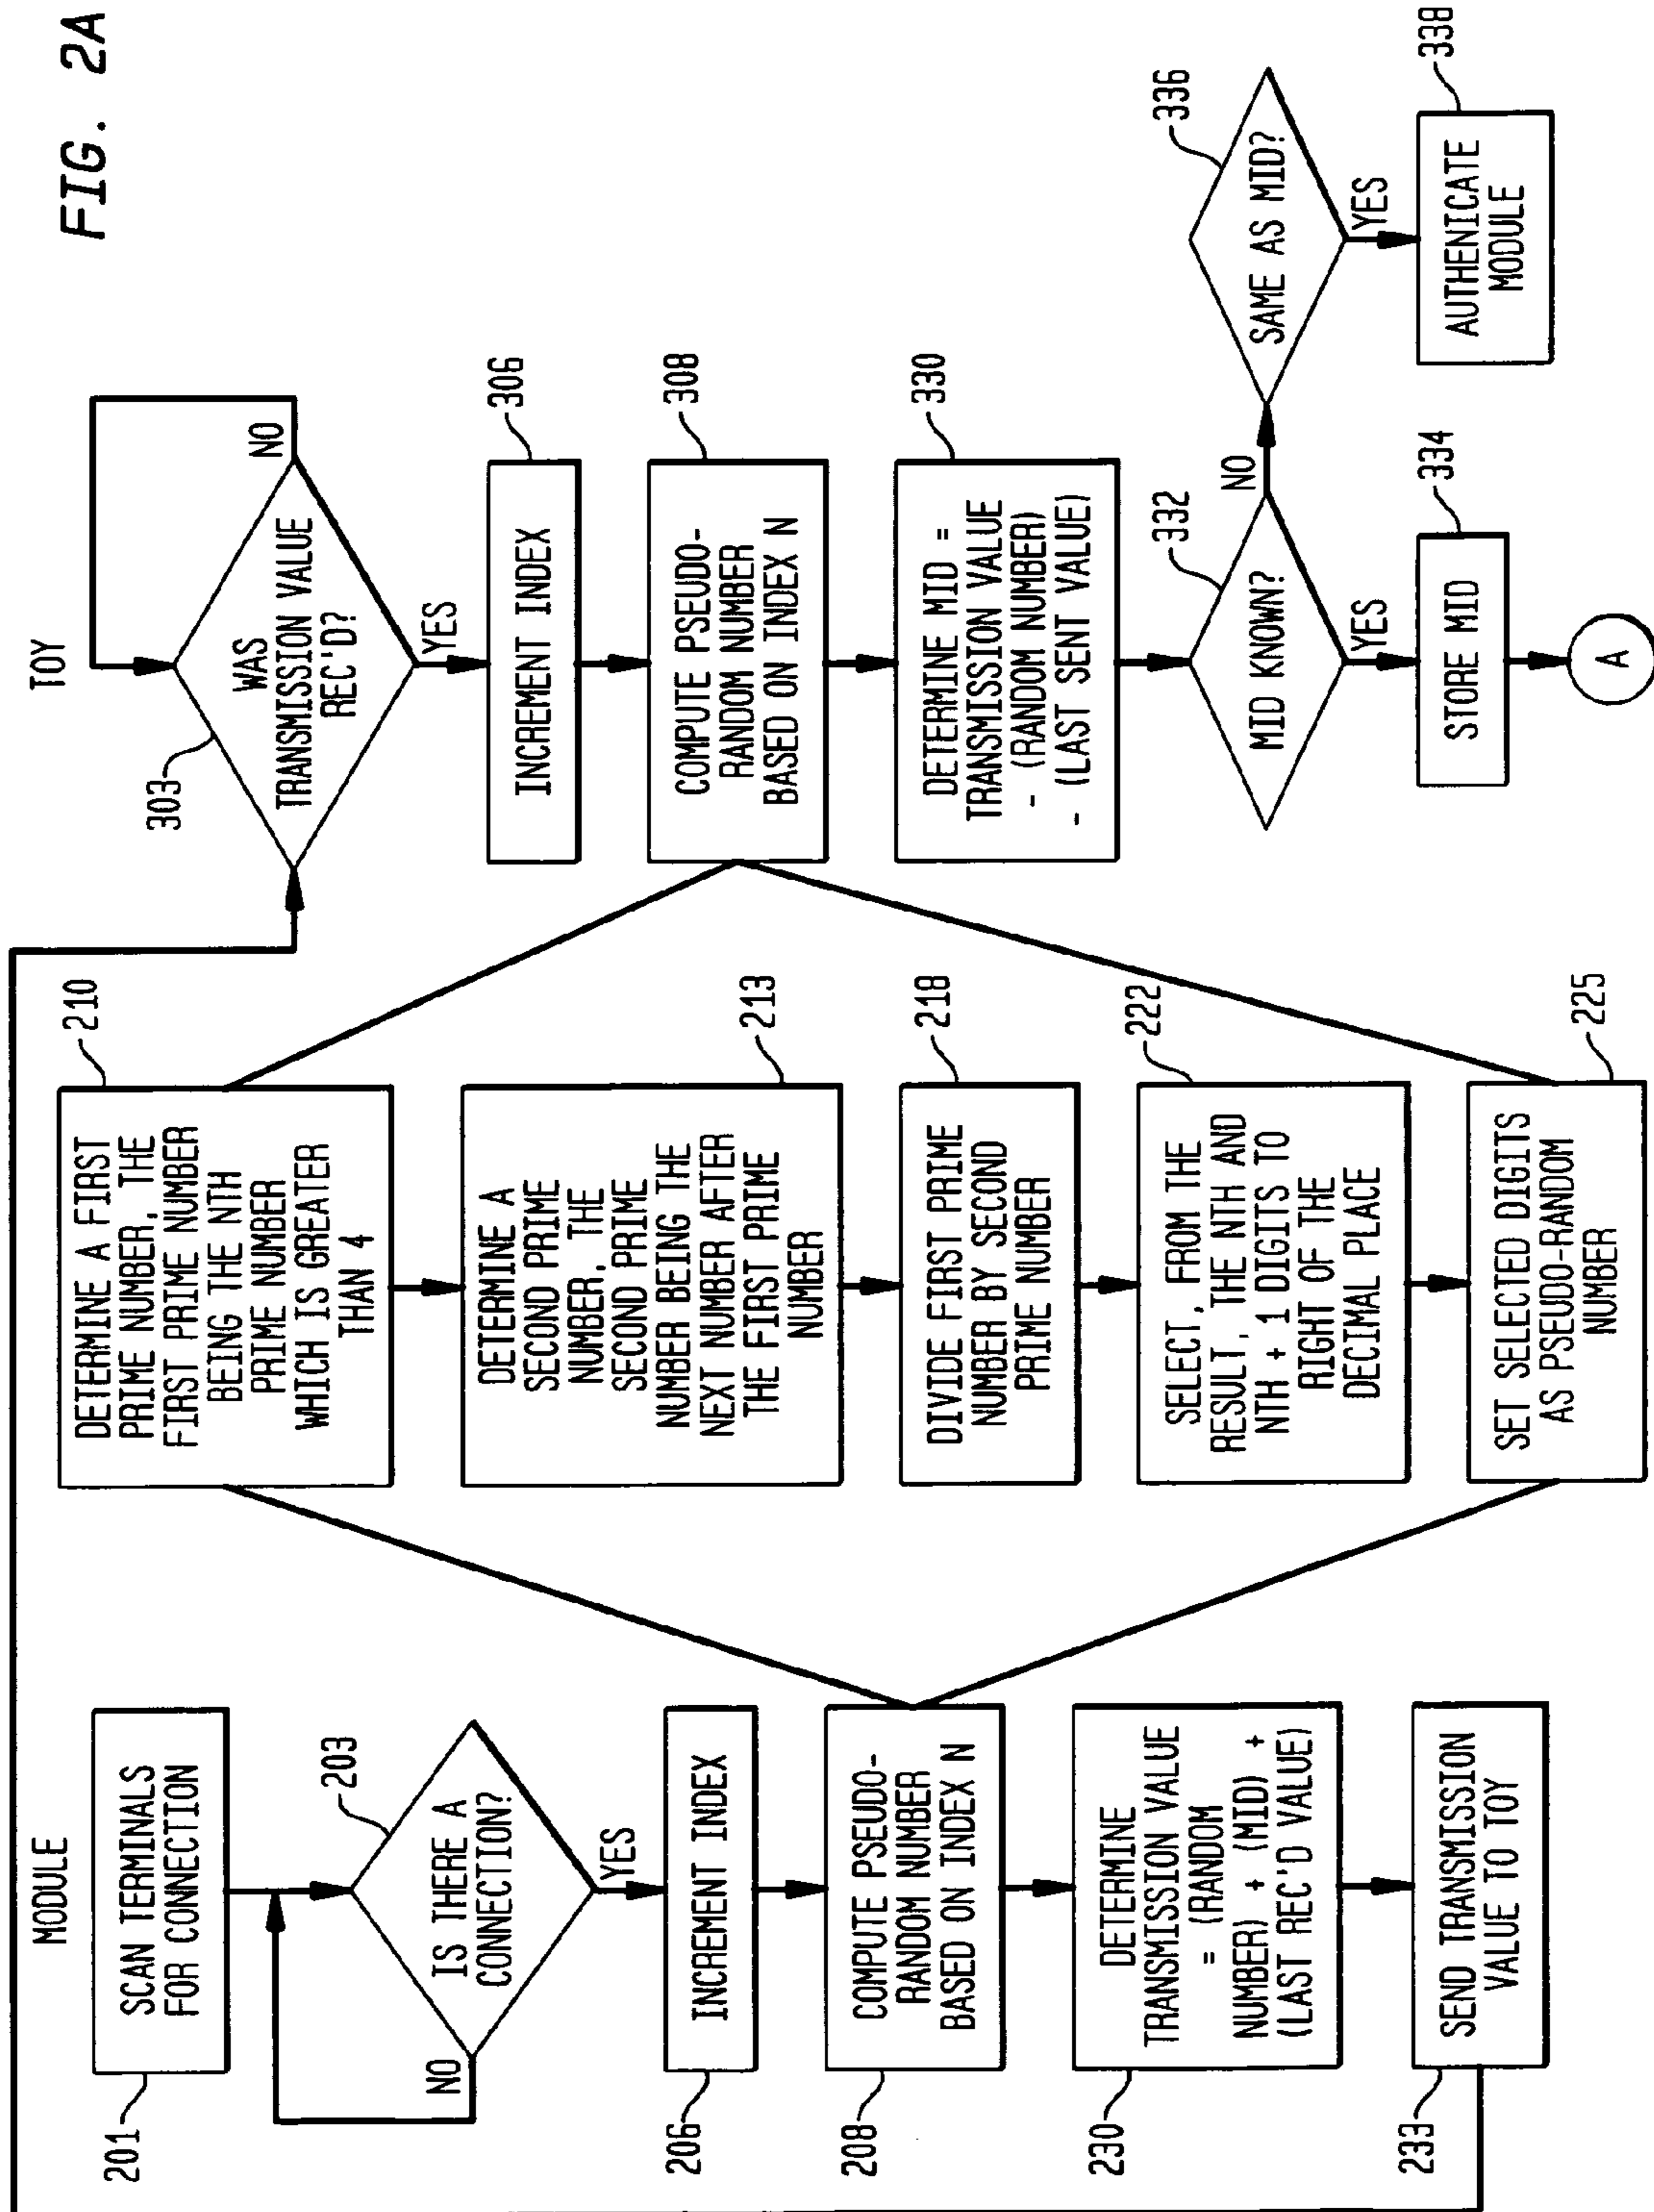 FIG. 2A
MODULE
SCAN TERMINALS
FOR CONNECTION
201
IS THERE A
CONNECTION?
203
NO
YES
INCREMENT INDEX
206
COMPUTE PSEUDO-
RANDOM NUMBER
BASED ON INDEX N
208
DETERMINE
TRANSMISSION VALUE
= (RANDOM
NUMBER) + (MID) +
(LAST REC'D VALUE)
230
SEND TRANSMISSION
VALUE TO TOY
233
DETERMINE A FIRST
PRIME NUMBER, THE
FIRST PRIME NUMBER
BEING THE NTH
PRIME NUMBER
WHICH IS GREATER
THAN 4
210
DETERMINE A
SECOND PRIME
NUMBER, THE
SECOND PRIME
NUMBER BEING THE
NEXT NUMBER AFTER
THE FIRST PRIME
NUMBER
213
DIVIDE FIRST PRIME
NUMBER BY SECOND
PRIME NUMBER
218
SELECT, FROM THE
RESULT, THE NTH AND
NTH + 1 DIGITS TO
RIGHT OF THE
DECIMAL PLACE
222
SET SELECTED DIGITS
AS PSEUDO-RANDOM
NUMBER
225
TOY
WAS
TRANSMISSION VALUE
REC'D?
303
NO
YES
INCREMENT INDEX
306
COMPUTE PSEUDO-
RANDOM NUMBER
BASED ON INDEX N
308
DETERMINE MID =
TRANSMISSION VALUE
- (RANDOM NUMBER)
- (LAST SENT VALUE)
330
MID KNOWN?
332
NO
YES
STORE MID
334
A
SAME AS MID?
336
YES
AUTHENICATE
MODULE
338